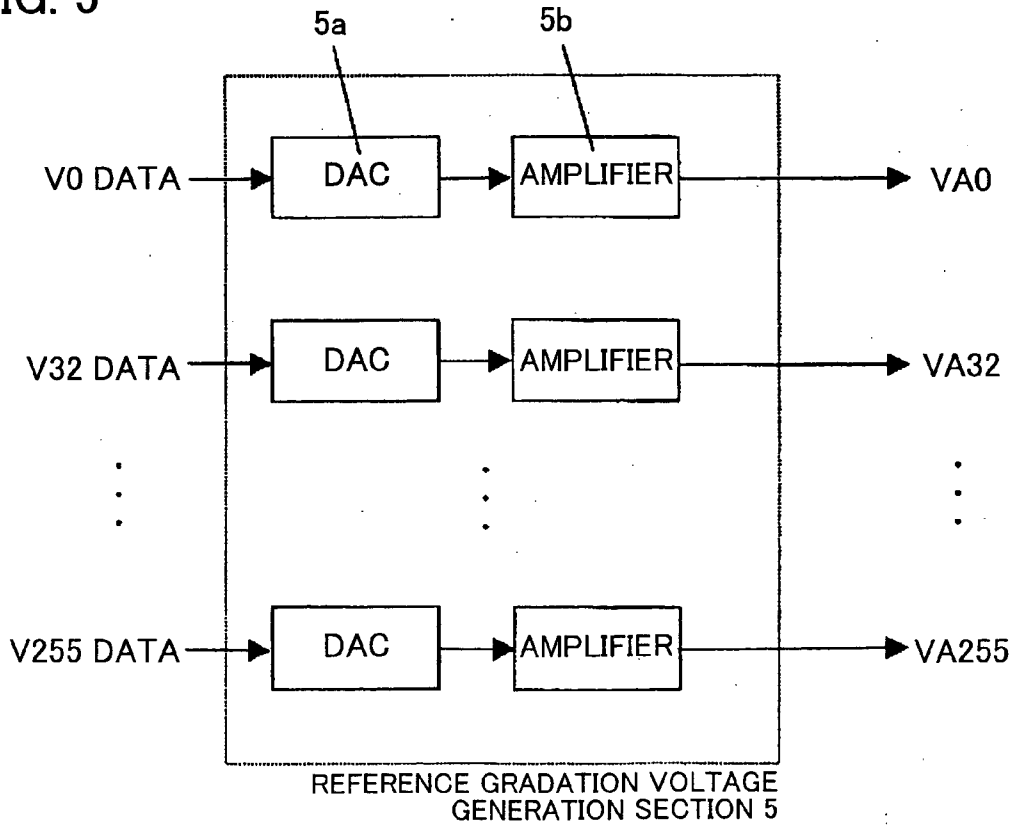 5a
5b
V0 DATA
DAC
AMPLIFIER
VA0
V32 DATA
DAC
AMPLIFIER
VA32
V255 DATA
DAC
AMPLIFIER
VA255
REFERENCE GRADATION VOLTAGE
GENERATION SECTION 5